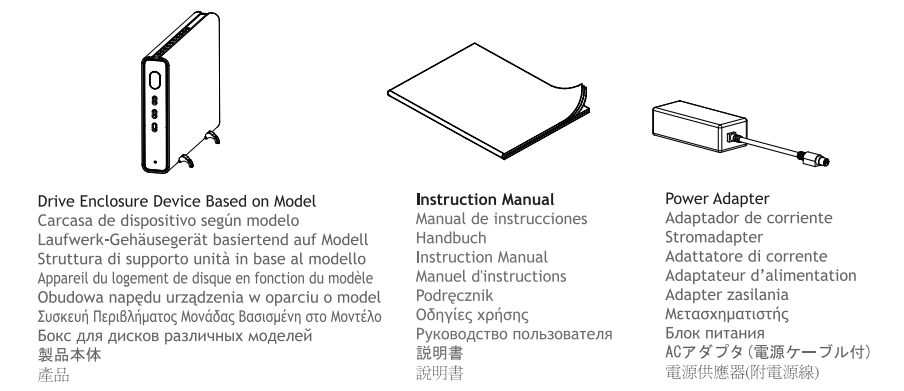 Drive Enclosure Device Based on Model
Carcasa de dispositivo según modelo
Laufwerk-Gehäusegerät basiertend auf Modell
Struttura di supporto unità in base al modello
Appareil du logement de disque en fonction du modèle
Obudowa napędu urządzenia w oparciu o model
Συσκευή Περιβλήματος Μονάδας Βασισμένη στο Μοντέλο
Бокс для дисков различных моделей
製品本体
產品
Instruction Manual
Manual de instrucciones
Handbuch
Instruction Manual
Manuel d'instructions
Podręcznik
Οδηγίες χρήσης
Руководство пользователя
説明書
說明書
Power Adapter
Adaptador de corriente
Stromadapter
Adattatore di corrente
Adaptateur d’alimentation
Adapter zasilania
Μετασχηματιστής
Блок питания
ACアダプタ(電源ケーブル付)
電源供應器(附電源線)